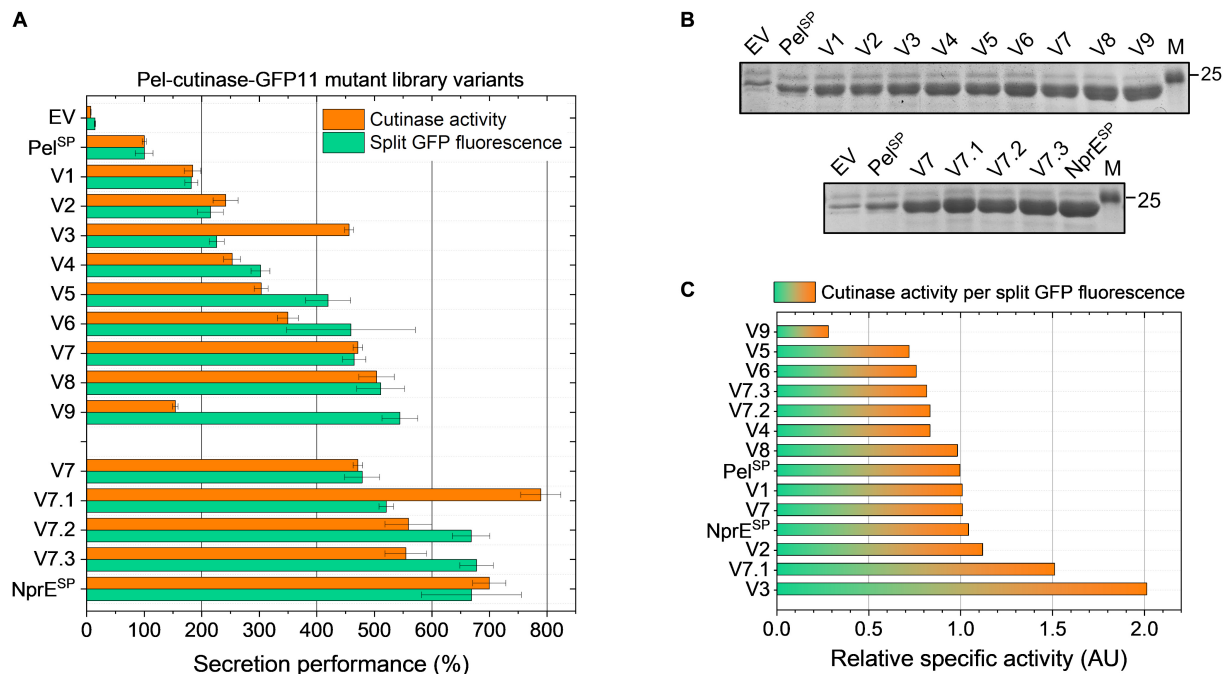 A
Pel-cutinase-GFP11 mutant library variants
Cutinase activity
Split GFP fluorescence
EV
Pel^SP
V1
V2
V3
V4
V5
V6
V7
V8
V9
V7
V7.1
V7.2
V7.3
NprE^SP
0 100 200 300 400 500 600 700 800
Secretion performance (%)
B
EV Pel^SP V1 V2 V3 V4 V5 V6 V7 V8 V9 M
25
EV Pel^SP V7 V7.1 V7.2 V7.3 NprE^SP M
25
C
Cutinase activity per split GFP fluorescence
V9
V5
V6
V7.3
V7.2
V4
V8
Pel^SP
V1
V7
NprE^SP
V2
V7.1
V3
0.0 0.5 1.0 1.5 2.0
Relative specific activity (AU)